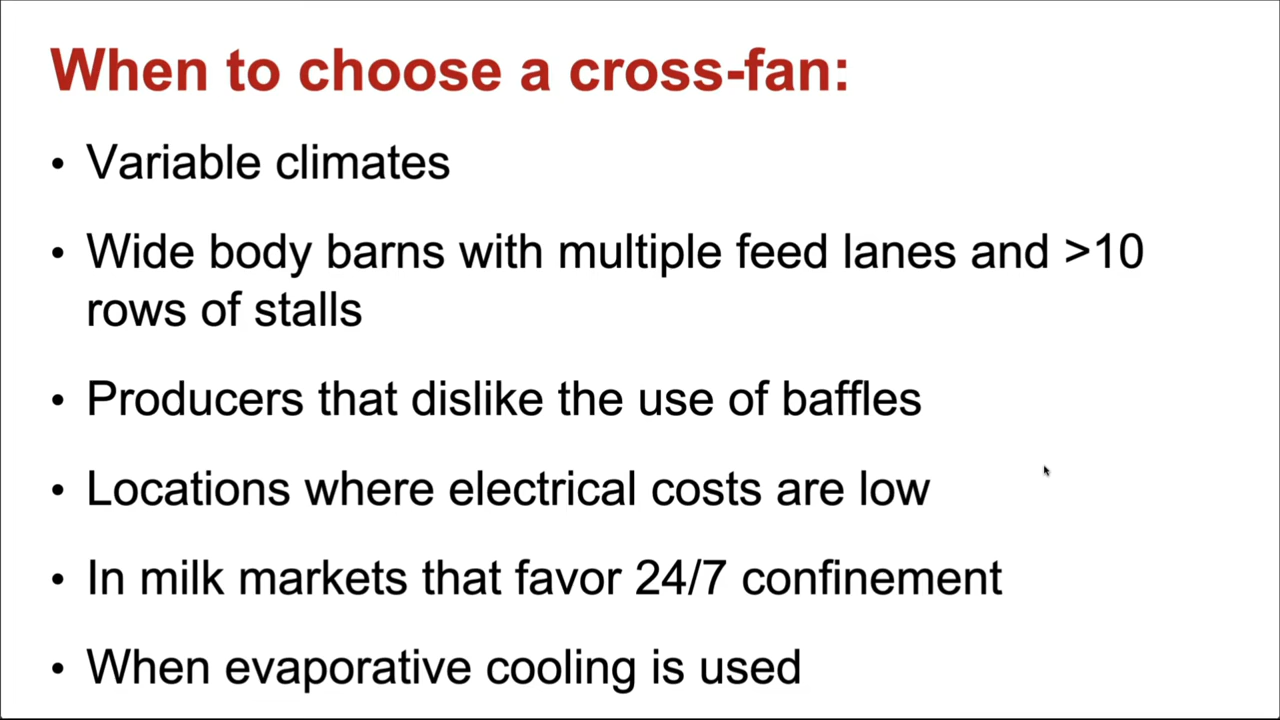 When to choose a cross-fan:
• Variable climates
• Wide body barns with multiple feed lanes and >10
rows of stalls
• Producers that dislike the use of baffles
• Locations where electrical costs are low
• In milk markets that favor 24/7 confinement
• When evaporative cooling is used